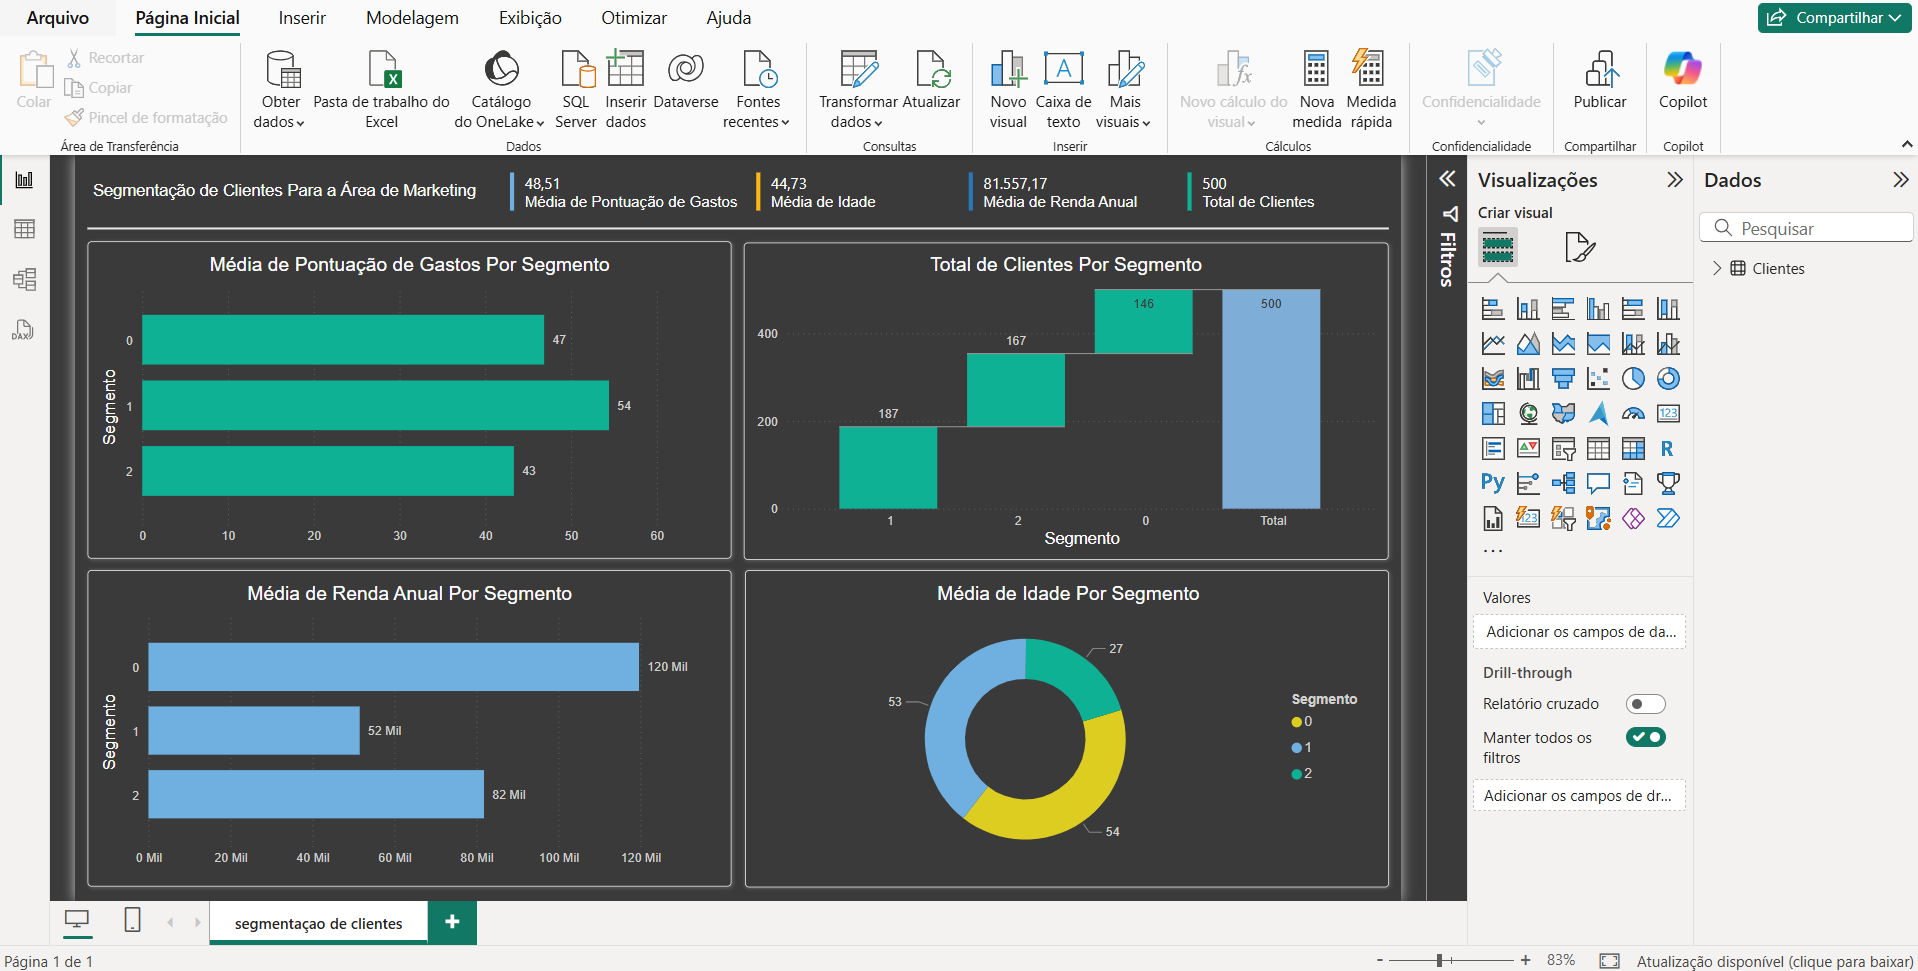 Arquivo
Página Inicial
Inserir
Modelagem
Exibição
Otimizar
Ajuda
Compartilhar
Colar
Recortar
Copiar
Pincel de formatação
Área de Transferência
Obter dados
Pasta de trabalho do Excel
Catálogo do OneLake
SQL Server
Inserir dados
Dataverse
Fontes recentes
Dados
Transformar dados
Atualizar
Consultas
Novo visual
Caixa de texto
Mais visuais
Inserir
Novo cálculo do visual
Nova medida
Medida rápida
Cálculos
Confidencialidade
Confidencialidade
Publicar
Compartilhar
Copilot
Copilot
DAX
Segmentação de Clientes Para a Área de Marketing
48,51
Média de Pontuação de Gastos
44,73
Média de Idade
81.557,17
Média de Renda Anual
500
Total de Clientes
Média de Pontuação de Gastos Por Segmento
Segmento
0
47
1
54
2
43
0 10 20 30 40 50 60
Total de Clientes Por Segmento
400
200
0
187
167
146
500
1 2 0 Total
Segmento
Média de Renda Anual Por Segmento
Segmento
0
120 Mil
1
52 Mil
2
82 Mil
0 Mil 20 Mil 40 Mil 60 Mil 80 Mil 100 Mil 120 Mil
Média de Idade Por Segmento
27
53
54
Segmento
0
1
2
Filtros
Visualizações
Criar visual
123
R
Py
123
...
Valores
Adicionar os campos de da...
Drill-through
Relatório cruzado
Manter todos os filtros
Adicionar os campos de dr...
Dados
Pesquisar
Clientes
segmentaçao de clientes
+
Página 1 de 1
- + 83%
Atualização disponível (clique para baixar)